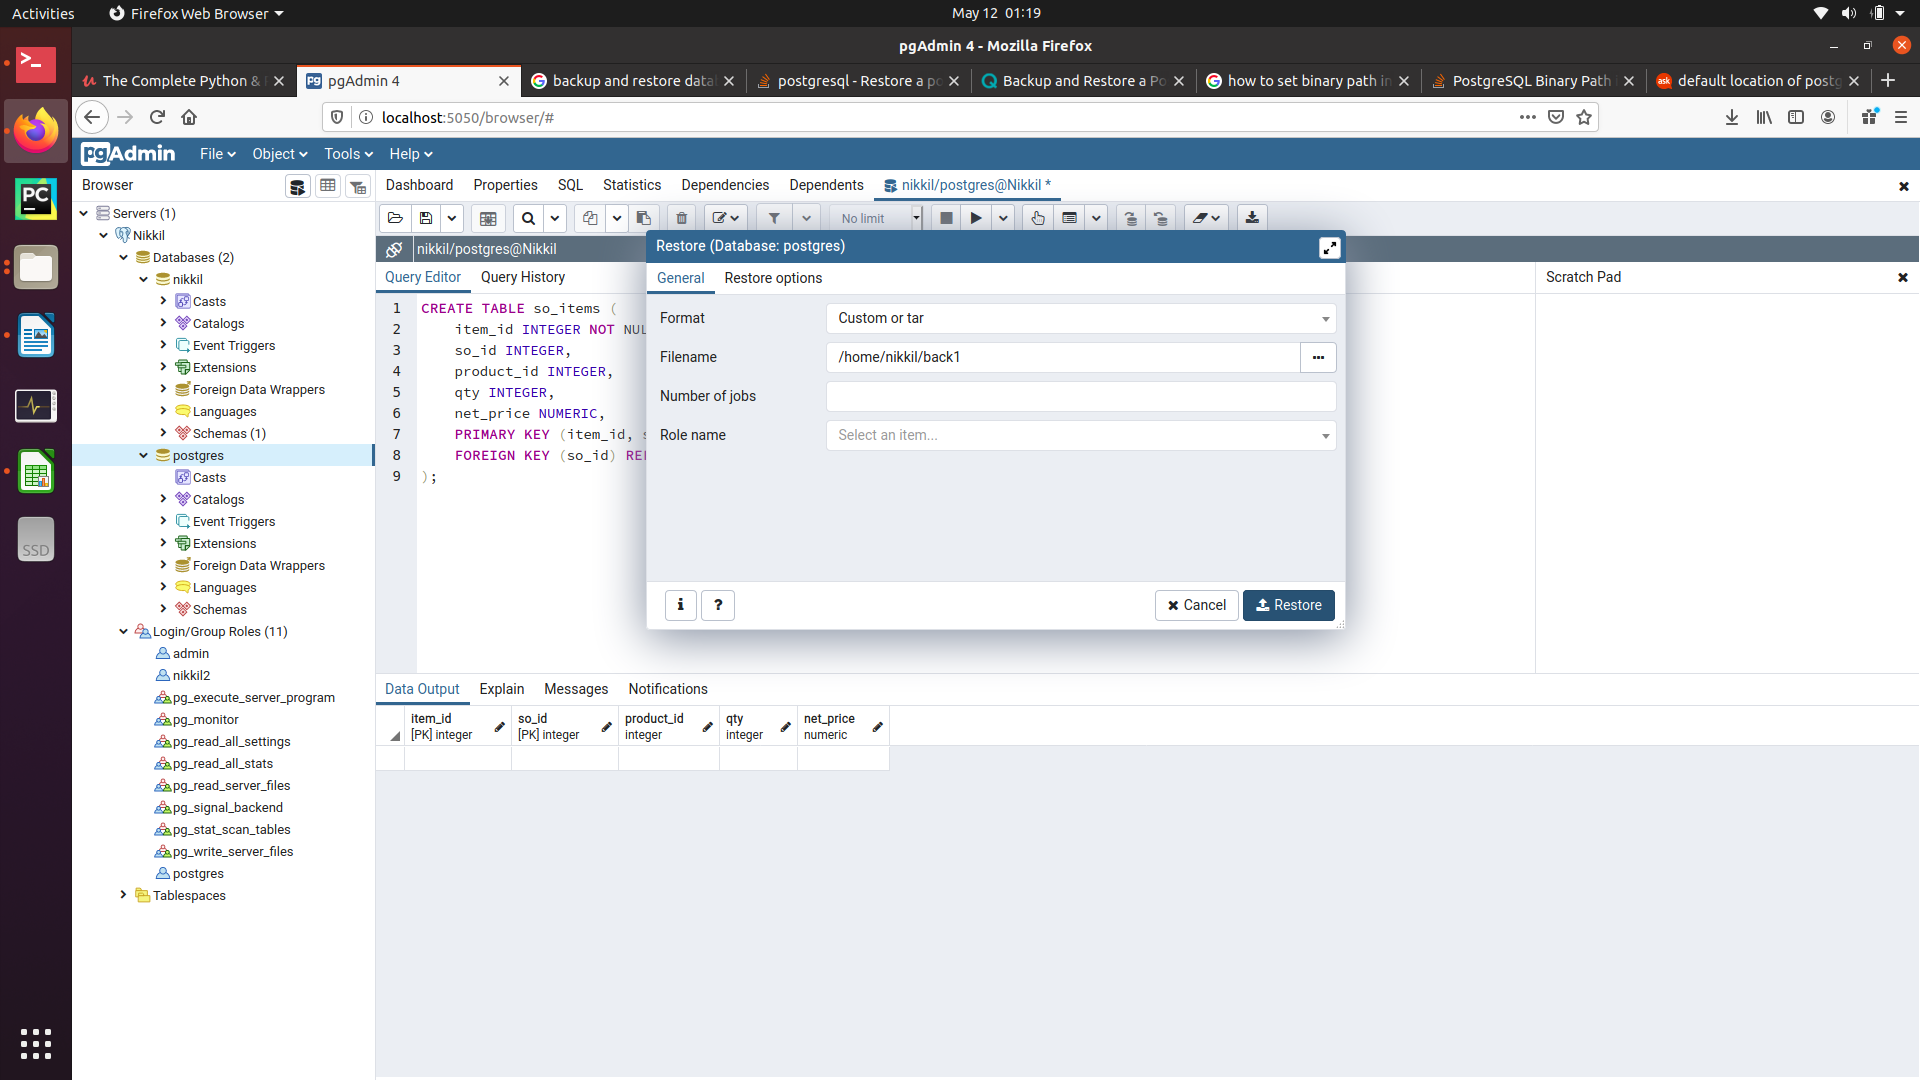 Activities
Firefox Web Browser
May 12 01:19
pgAdmin 4 - Mozilla Firefox
The Complete Python &
pgAdmin 4
backup and restore data
postgresql - Restore a po
Backup and Restore a Po
how to set binary path in
PostgreSQL Binary Path
ask
default location of postg
localhost:5050/browser/#
pgAdmin
File
Object
Tools
Help
Browser
Dashboard
Properties
SQL
Statistics
Dependencies
Dependents
nikkil/postgres@Nikkil *
No limit
nikkil/postgres@Nikkil
Query Editor
Query History
Scratch Pad
Servers (1)
Nikkil
Databases (2)
nikkil
Casts
Catalogs
Event Triggers
Extensions
Foreign Data Wrappers
Languages
Schemas (1)
postgres
Casts
Catalogs
Event Triggers
Extensions
Foreign Data Wrappers
Languages
Schemas
Login/Group Roles (11)
admin
nikkil2
pg_execute_server_program
pg_monitor
pg_read_all_settings
pg_read_all_stats
pg_read_server_files
pg_signal_backend
pg_stat_scan_tables
pg_write_server_files
postgres
Tablespaces
1 CREATE TABLE so_items (
2 item_id INTEGER NOT NUL
3 so_id INTEGER,
4 product_id INTEGER,
5 qty INTEGER,
6 net_price NUMERIC,
7 PRIMARY KEY (item_id, s
8 FOREIGN KEY (so_id) REI
9 );
Restore (Database: postgres)
General
Restore options
Format
Custom or tar
Filename
/home/nikkil/back1
Number of jobs
Role name
Select an item...
i
?
Cancel
Restore
Data Output
Explain
Messages
Notifications
item_id
[PK] integer
so_id
[PK] integer
product_id
integer
qty
integer
net_price
numeric
PC
SSD